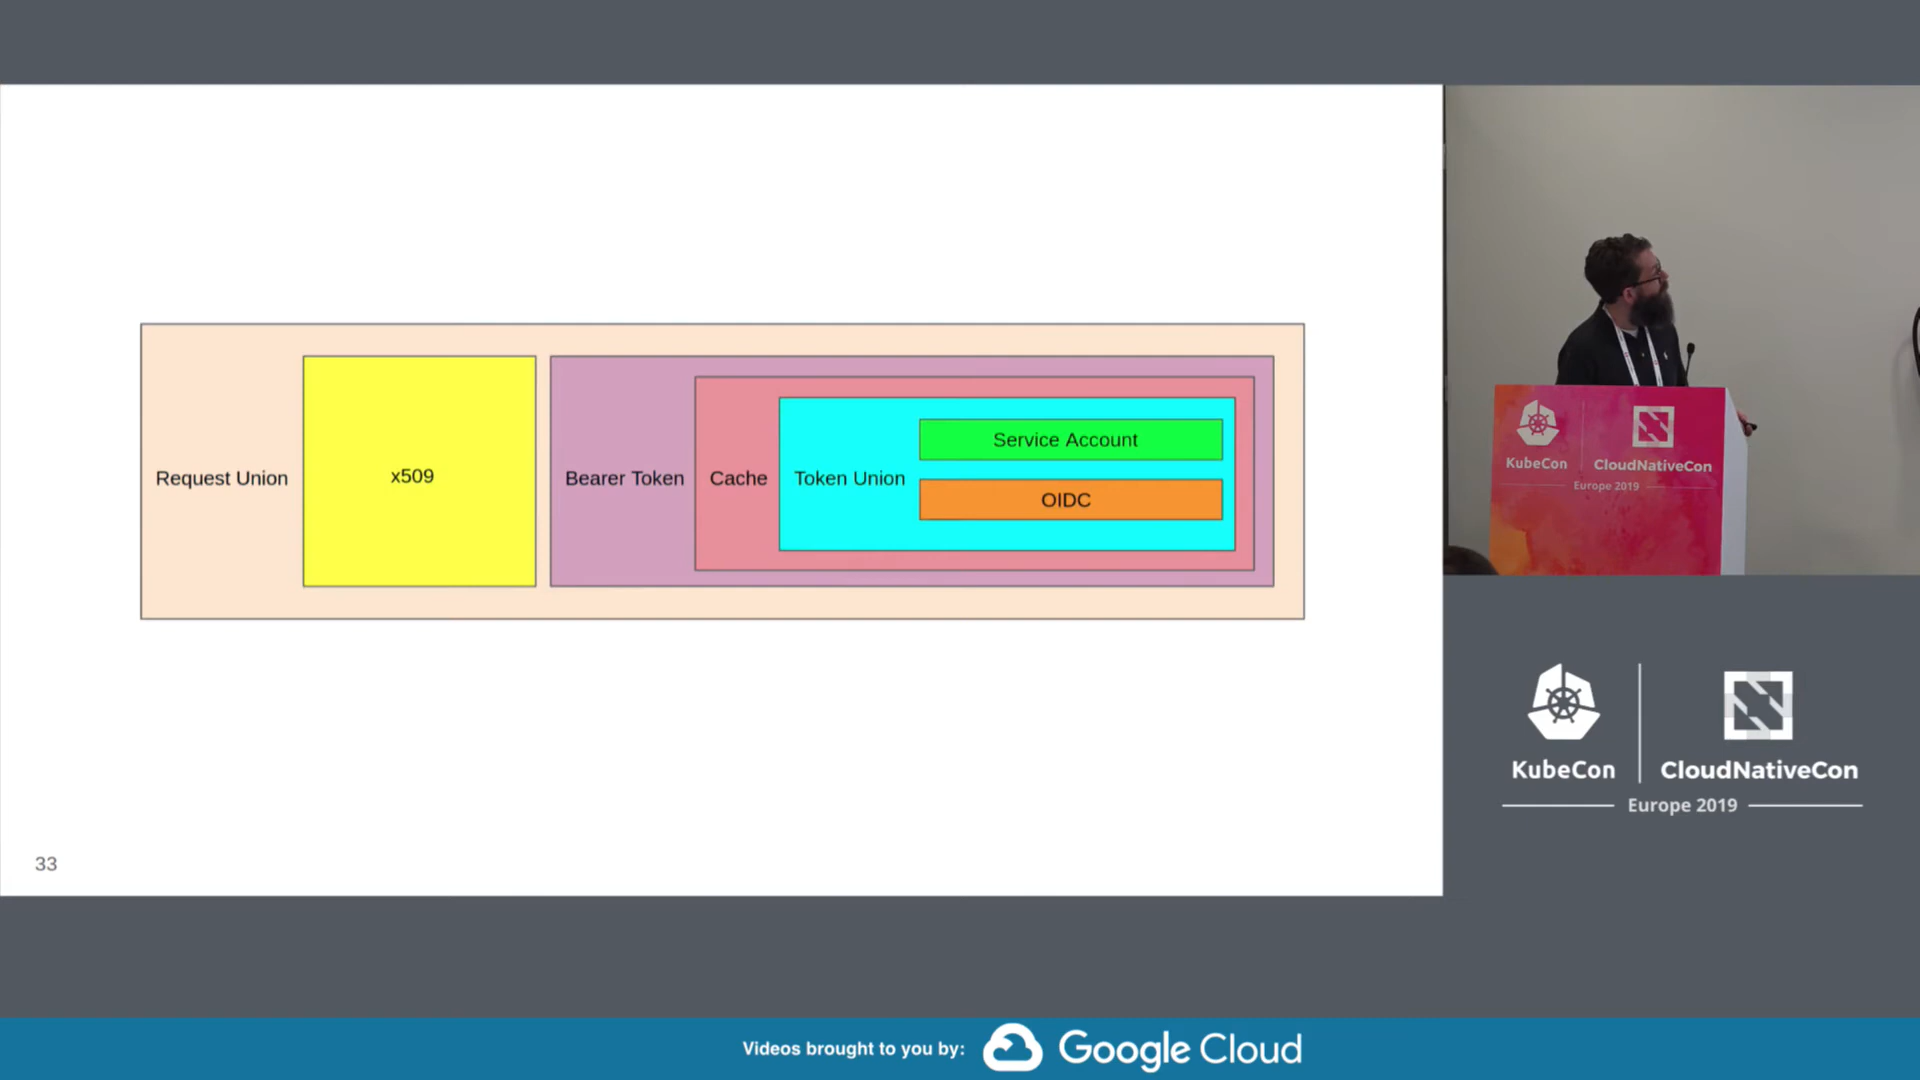 Request Union
x509
Bearer Token
Cache
Token Union
Service Account
OIDC
33
KubeCon
CloudNativeCon
Europe 2019
KubeCon
CloudNativeCon
Europe 2019
Videos brought to you by:
Google Cloud